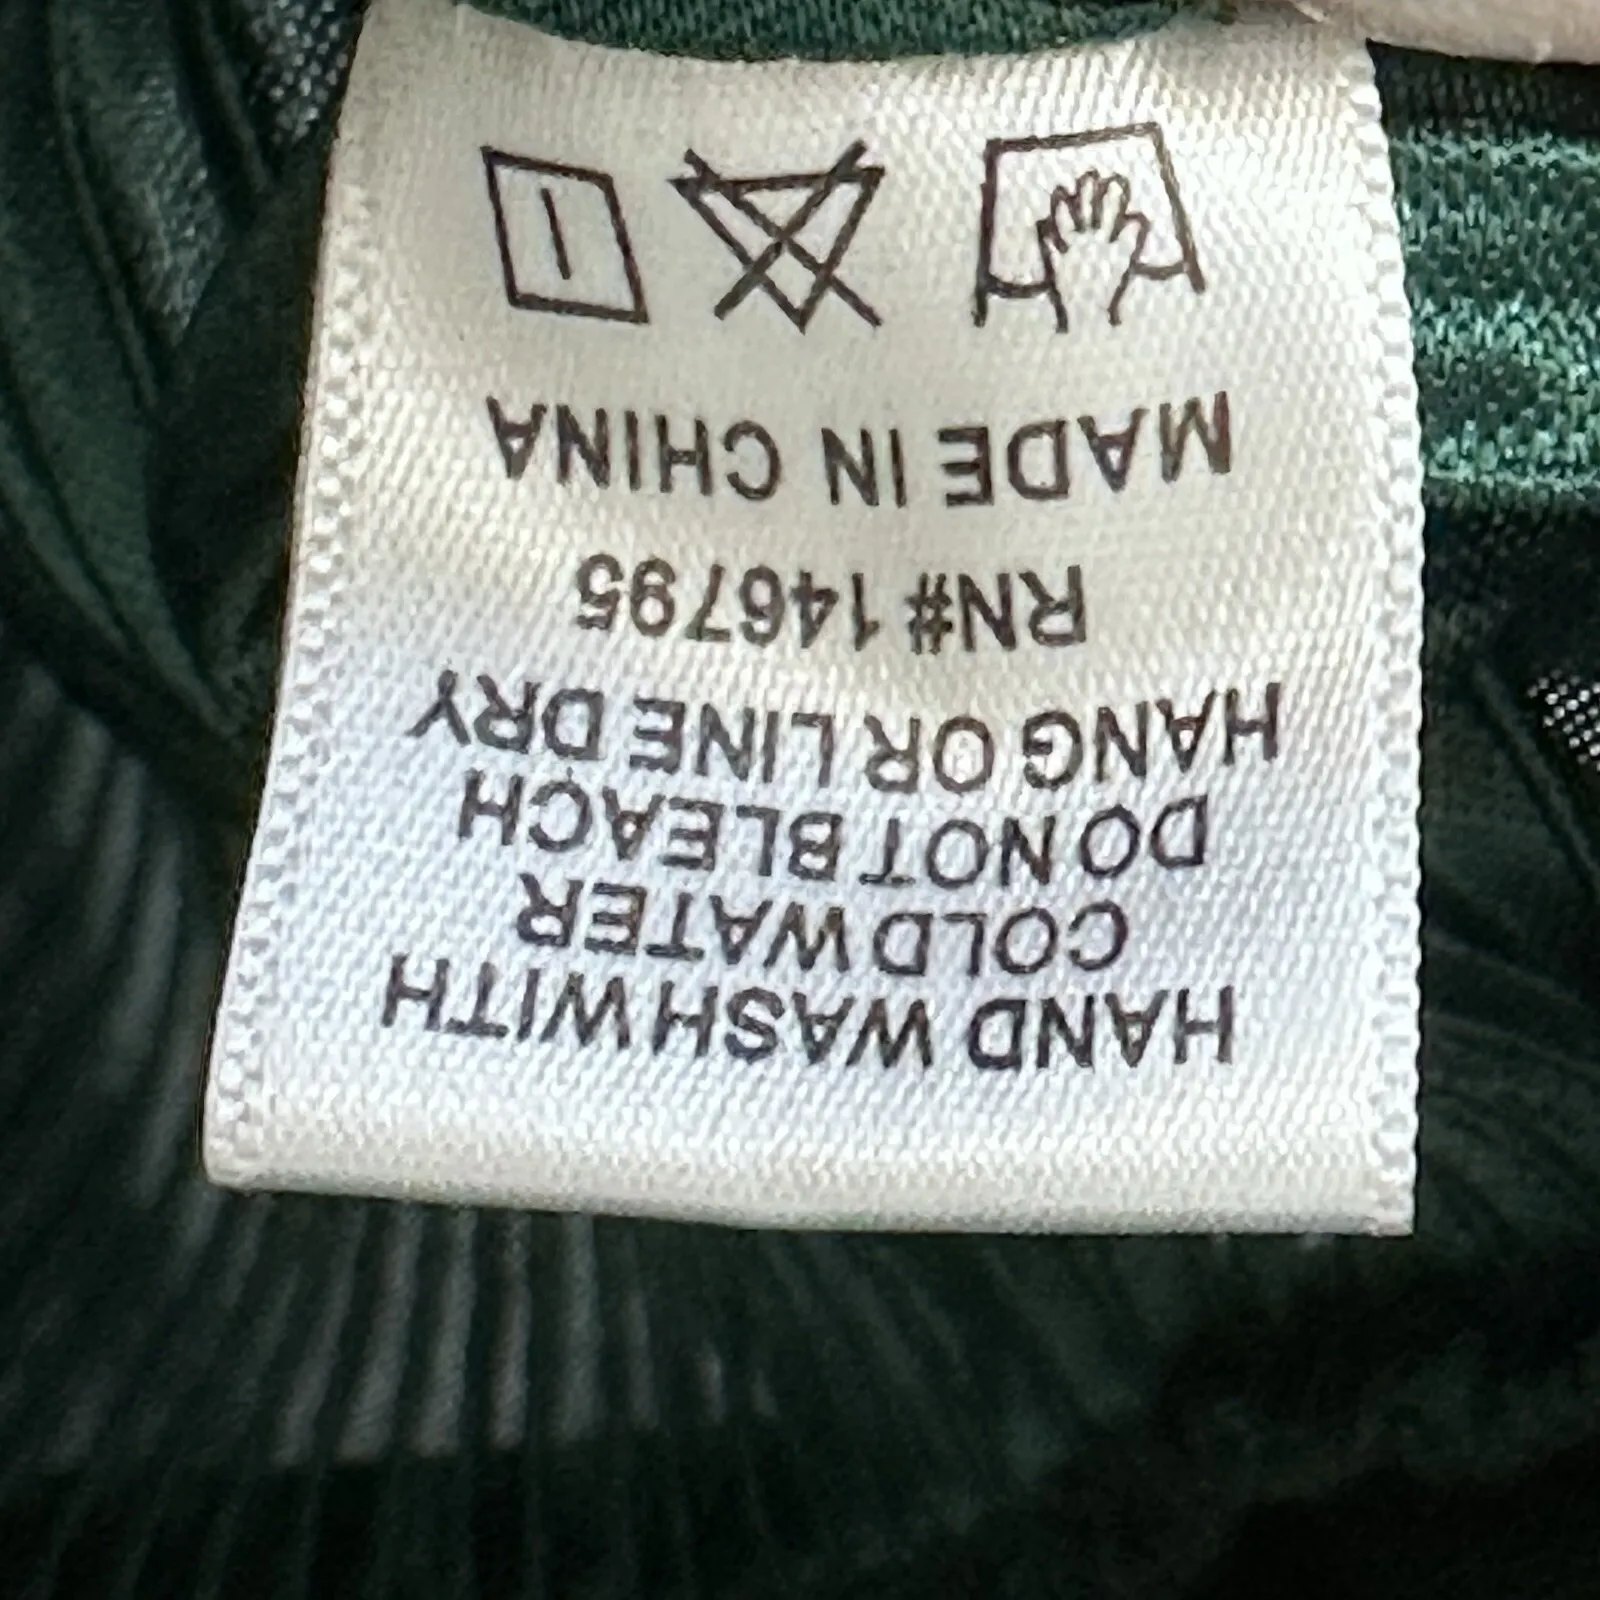 HAND WASH WITH
COLD WATER
DO NOT BLEACH
HANG OR LINE DRY
RN# 146795
MADE IN CHINA